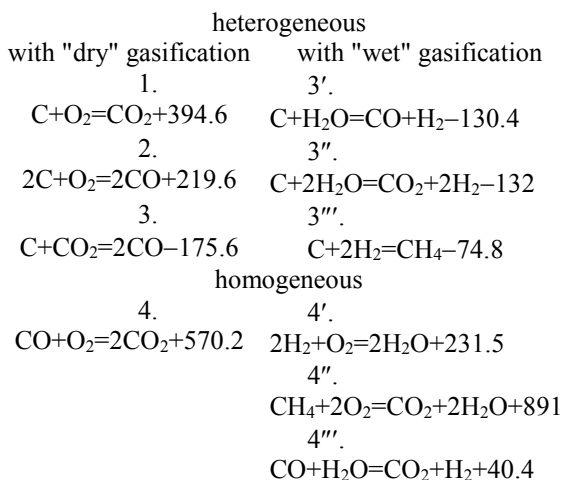 heterogeneous
with "dry" gasification with "wet" gasification
1. 3′.
C+O₂=CO₂+394.6 C+H₂O=CO+H₂−130.4
2. 3″.
2C+O₂=2CO+219.6 C+2H₂O=CO₂+2H₂−132
3. 3‴.
C+CO₂=2CO−175.6 C+2H₂=CH₄−74.8
homogeneous
4. 4′.
CO+O₂=2CO₂+570.2 2H₂+O₂=2H₂O+231.5
4″.
CH₄+2O₂=CO₂+2H₂O+891
4‴.
CO+H₂O=CO₂+H₂+40.4